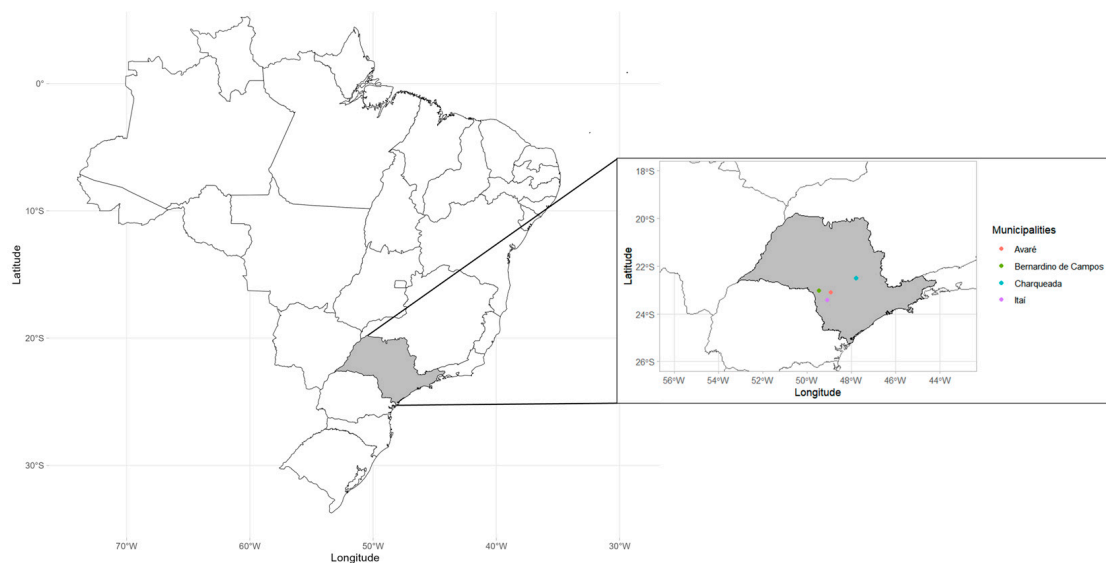 0°
10°S
20°S
30°S
Latitude
70°W
60°W
50°W
40°W
30°W
Longitude
18°S
20°S
22°S
24°S
26°S
Latitude
56°W
54°W
52°W
50°W
48°W
46°W
44°W
Longitude
Municipalities
Avaré
Bernardino de Campos
Charqueada
Itaí